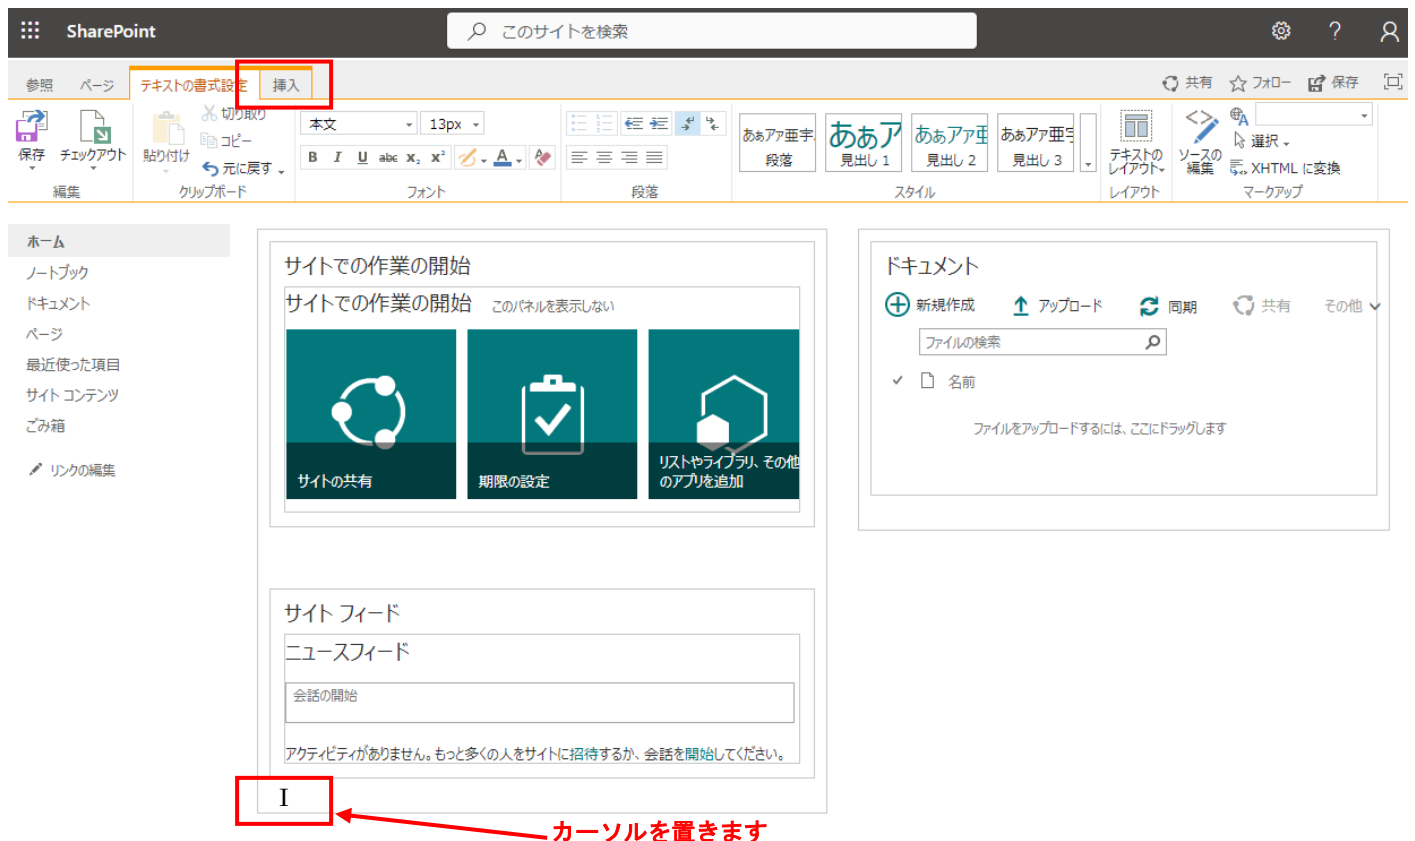 SharePoint
このサイトを検索
?
参照 ページ テキストの書式設定 挿入
共有 フォロー 保存
保存
チェックアウト
編集
貼り付け
切り取り
コピー
元に戻す
クリップボード
本文 13px
B I U abc x₂ x²
A
フォント
段落
あぁアァ亜宇
段落
あぁア
見出し 1
あぁアァ亜
見出し 2
あぁアァ亜宇
見出し 3
スタイル
テキストの
レイアウト
レイアウト
ソースの
編集
選択
XHTML に変換
マークアップ
ホーム
ノートブック
ドキュメント
ページ
最近使った項目
サイト コンテンツ
ごみ箱
リンクの編集
サイトでの作業の開始
サイトでの作業の開始 このパネルを表示しない
サイトの共有
期限の設定
リストやライブラリ、その他
のアプリを追加
サイト フィード
ニュースフィード
会話の開始
アクティビティがありません。もっと多くの人をサイトに招待するか、会話を開始してください。
カーソルを置きます
ドキュメント
新規作成 アップロード 同期 共有 その他
ファイルの検索
名前
ファイルをアップロードするには、ここにドラッグします